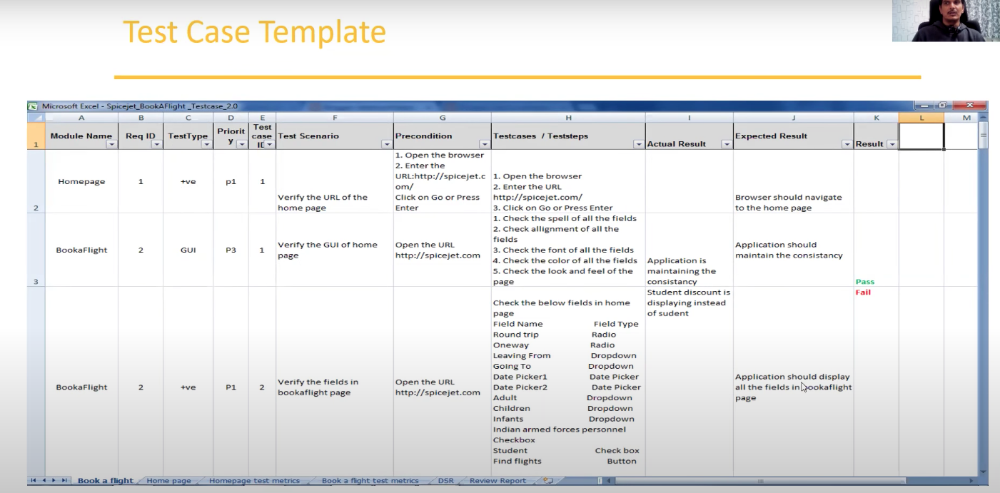 Test Case Template
Microsoft Excel - Spicejet_BookAFlight _Testcase_2.0
A B C D E F G H I J K L M
1 Module Name Req ID TestType Priorit
y Test
case
ID Test Scenario Precondition Testcases / Teststeps Actual Result Expected Result Result
2 Homepage 1 +ve p1 1
Verify the URL of the
home page
1. Open the browser
2. Enter the
URL:http://spicejet.c
om/
Click on Go or Press
Enter
1. Open the browser
2. Enter the URL
http://spicejet.com/
3. Click on Go or Press Enter
Browser should navigate
to the home page
3 BookaFlight 2 GUI P3 1
Verify the GUI of home
page
Open the URL
http://spicejet.com
1. Check the spell of all the fields
2. Check allignment of all the
fields
3. Check the font of all the fields
4. Check the color of all the fields
5. Check the look and feel of the
page
Application is
maintaining the
consistancy
Application should
maintain the consistancy
Pass
BookaFlight 2 +ve P1 2
Verify the fields in
bookaflight page
Open the URL
http://spicejet.com
Check the below fields in home
page
Field Name Field Type
Round trip Radio
Oneway Radio
Leaving From Dropdown
Going To Dropdown
Date Picker1 Date Picker
Date Picker2 Date Picker
Adult Dropdown
Children Dropdown
Infants Dropdown
Indian armed forces personnel
Checkbox
Student Check box
Find flights Button
Student discount is
displaying instead
of sudent
Application should display
all the fields in bookaflight
page
Fail
Book a flight Home page Homepage test metrics Book a flight test metrics DSR Review Report